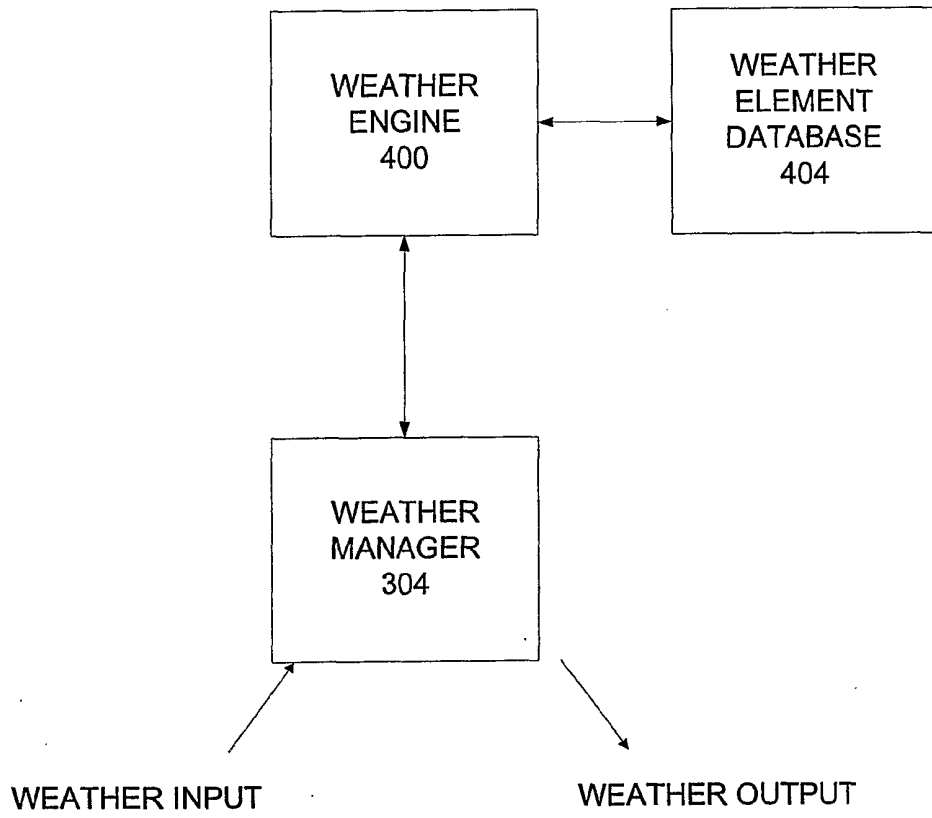 WEATHER
ENGINE
400
WEATHER
ELEMENT
DATABASE
404
WEATHER
MANAGER
304
WEATHER INPUT
WEATHER OUTPUT